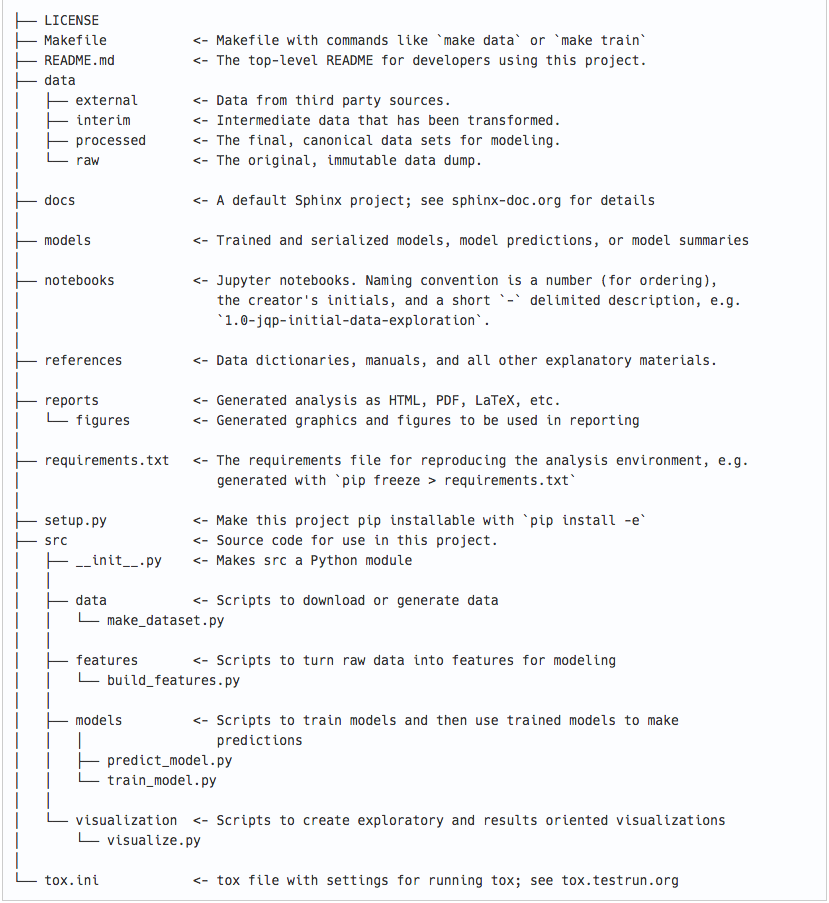 ├── LICENSE
├── Makefile           <- Makefile with commands like `make data` or `make train`
├── README.md          <- The top-level README for developers using this project.
├── data
│   ├── external       <- Data from third party sources.
│   ├── interim        <- Intermediate data that has been transformed.
│   ├── processed      <- The final, canonical data sets for modeling.
│   └── raw            <- The original, immutable data dump.
│
├── docs               <- A default Sphinx project; see sphinx-doc.org for details
│
├── models             <- Trained and serialized models, model predictions, or model summaries
│
├── notebooks          <- Jupyter notebooks. Naming convention is a number (for ordering),
│                         the creator's initials, and a short `-` delimited description, e.g.
│                         `1.0-jqp-initial-data-exploration`.
│
├── references         <- Data dictionaries, manuals, and all other explanatory materials.
│
├── reports            <- Generated analysis as HTML, PDF, LaTeX, etc.
│   └── figures        <- Generated graphics and figures to be used in reporting
│
├── requirements.txt   <- The requirements file for reproducing the analysis environment, e.g.
│                         generated with `pip freeze > requirements.txt`
│
├── setup.py           <- Make this project pip installable with `pip install -e`
├── src                <- Source code for use in this project.
│   ├── __init__.py    <- Makes src a Python module
│   │
│   ├── data           <- Scripts to download or generate data
│   │   └── make_dataset.py
│   │
│   ├── features       <- Scripts to turn raw data into features for modeling
│   │   └── build_features.py
│   │
│   ├── models         <- Scripts to train models and then use trained models to make
│   │   │                 predictions
│   │   ├── predict_model.py
│   │   └── train_model.py
│   │
│   └── visualization  <- Scripts to create exploratory and results oriented visualizations
│       └── visualize.py
│
└── tox.ini            <- tox file with settings for running tox; see tox.testrun.org